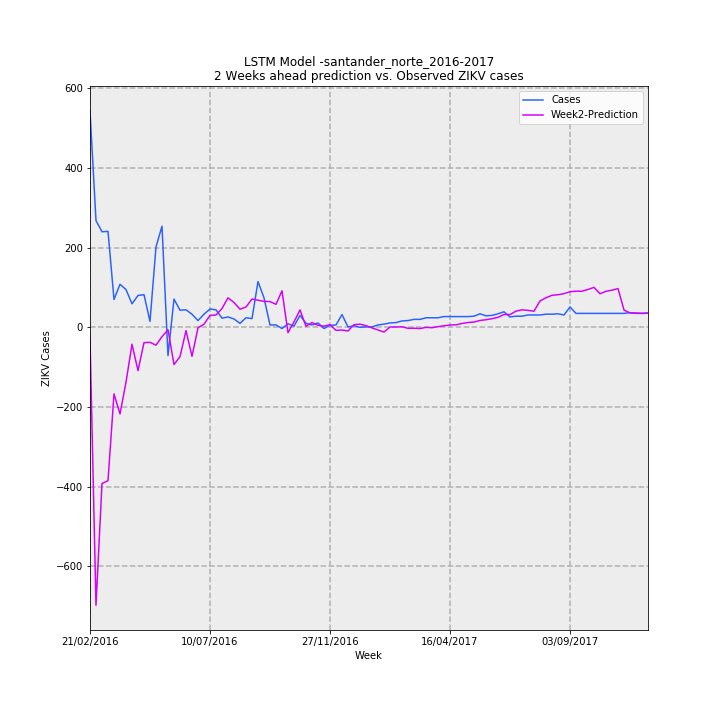 LSTM Model -santander_norte_2016-2017
2 Weeks ahead prediction vs. Observed ZIKV cases
Cases
Week2-Prediction
600
400
200
0
−200
−400
−600
ZIKV Cases
21/02/2016
10/07/2016
27/11/2016
16/04/2017
03/09/2017
Week